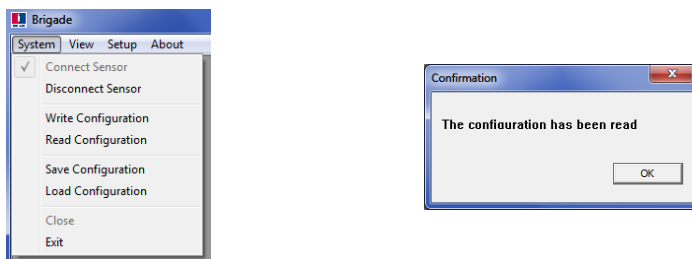 Brigade
System View Setup About
Connect Sensor
Disconnect Sensor
Write Configuration
Read Configuration
Save Configuration
Load Configuration
Close
Exit
Confirmation
The configuration has been read
OK